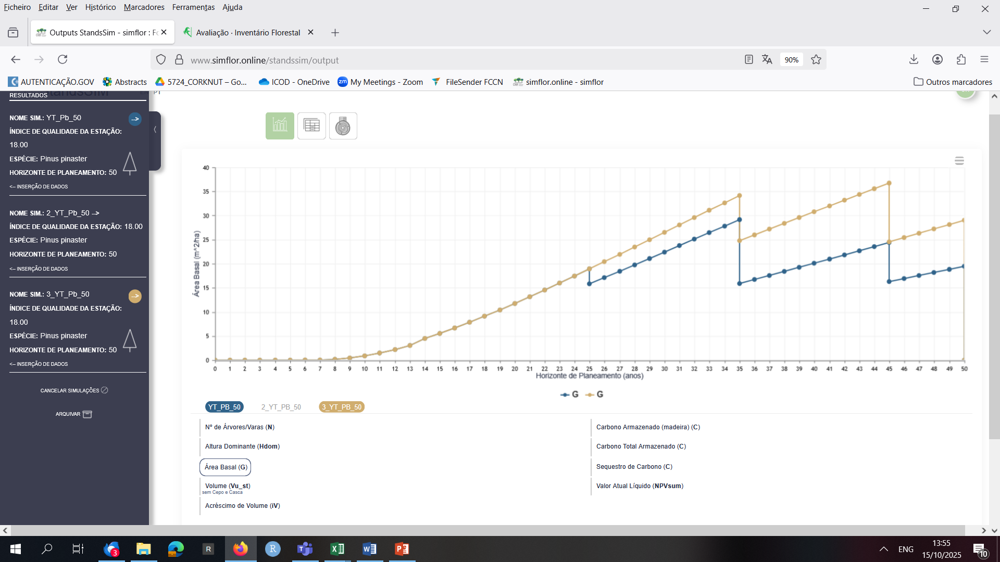 Ficheiro Editar Ver Histórico Marcadores Ferramentas Ajuda
Outputs StandsSim - simflor : Fo
Avaliação · Inventário Florestal
www.simflor.online/standssim/output
90%
AUTENTICAÇÃO.GOV
Abstracts
5724_CORKNUT – Go...
ICOD - OneDrive
My Meetings - Zoom
FileSender FCCN
simflor.online - simflor
Outros marcadores
RESULTADOS
NOME SIM.: YT_Pb_50
-->
ÍNDICE DE QUALIDADE DA ESTAÇÃO:
18.00
ESPÉCIE: Pinus pinaster
HORIZONTE DE PLANEAMENTO: 50
<-- INSERÇÃO DE DADOS
NOME SIM.: 2_YT_Pb_50 -->
ÍNDICE DE QUALIDADE DA ESTAÇÃO: 18.00
ESPÉCIE: Pinus pinaster
HORIZONTE DE PLANEAMENTO: 50
<-- INSERÇÃO DE DADOS
NOME SIM.: 3_YT_Pb_50
-->
ÍNDICE DE QUALIDADE DA ESTAÇÃO:
18.00
ESPÉCIE: Pinus pinaster
HORIZONTE DE PLANEAMENTO: 50
<-- INSERÇÃO DE DADOS
CANCELAR SIMULAÇÕES
ARQUIVAR
40
35
30
25
20
15
10
5
0
Área Basal (m^2/ha)
0 1 2 3 4 5 6 7 8 9 10 11 12 13 14 15 16 17 18 19 20 21 22 23 24 25 26 27 28 29 30 31 32 33 34 35 36 37 38 39 40 41 42 43 44 45 46 47 48 49 50
Horizonte de Planeamento (anos)
G G
YT_PB_50 2_YT_PB_50 3_YT_PB_50
Nº de Árvores/Varas (N)
Altura Dominante (Hdom)
Área Basal (G)
Volume (Vu_st)
sem Cepo e Casca
Acréscimo de Volume (iV)
Carbono Armazenado (madeira) (C)
Carbono Total Armazenado (C)
Sequestro de Carbono (C)
Valor Atual Líquido (NPVsum)
3
R
R
ENG
13:55
15/10/2025
10